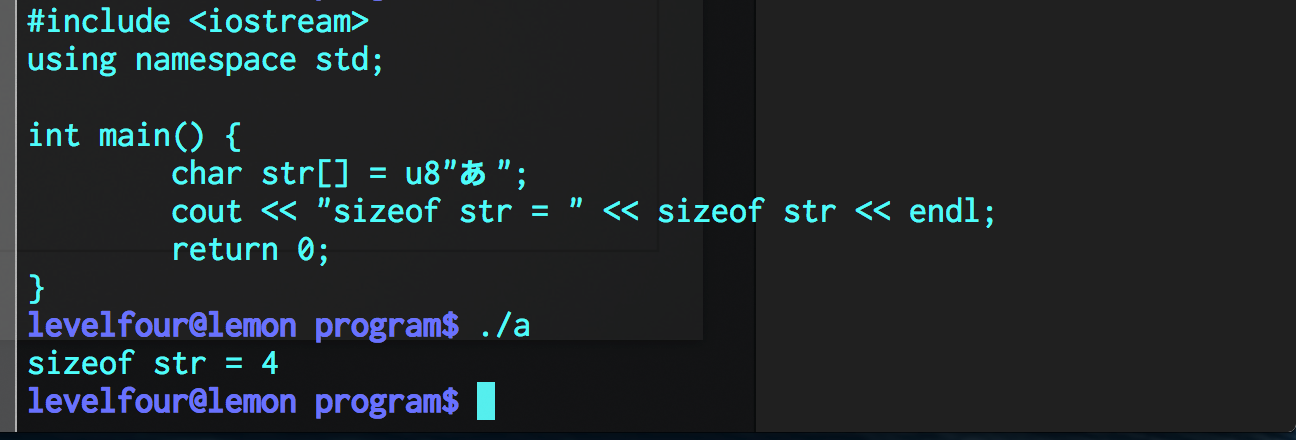 #include <iostream>
using namespace std;
int main() {
char str[] = u8"あ";
cout << "sizeof str = " << sizeof str << endl;
return 0;
}
levelfour@lemon program$ ./a
sizeof str = 4
levelfour@lemon program$